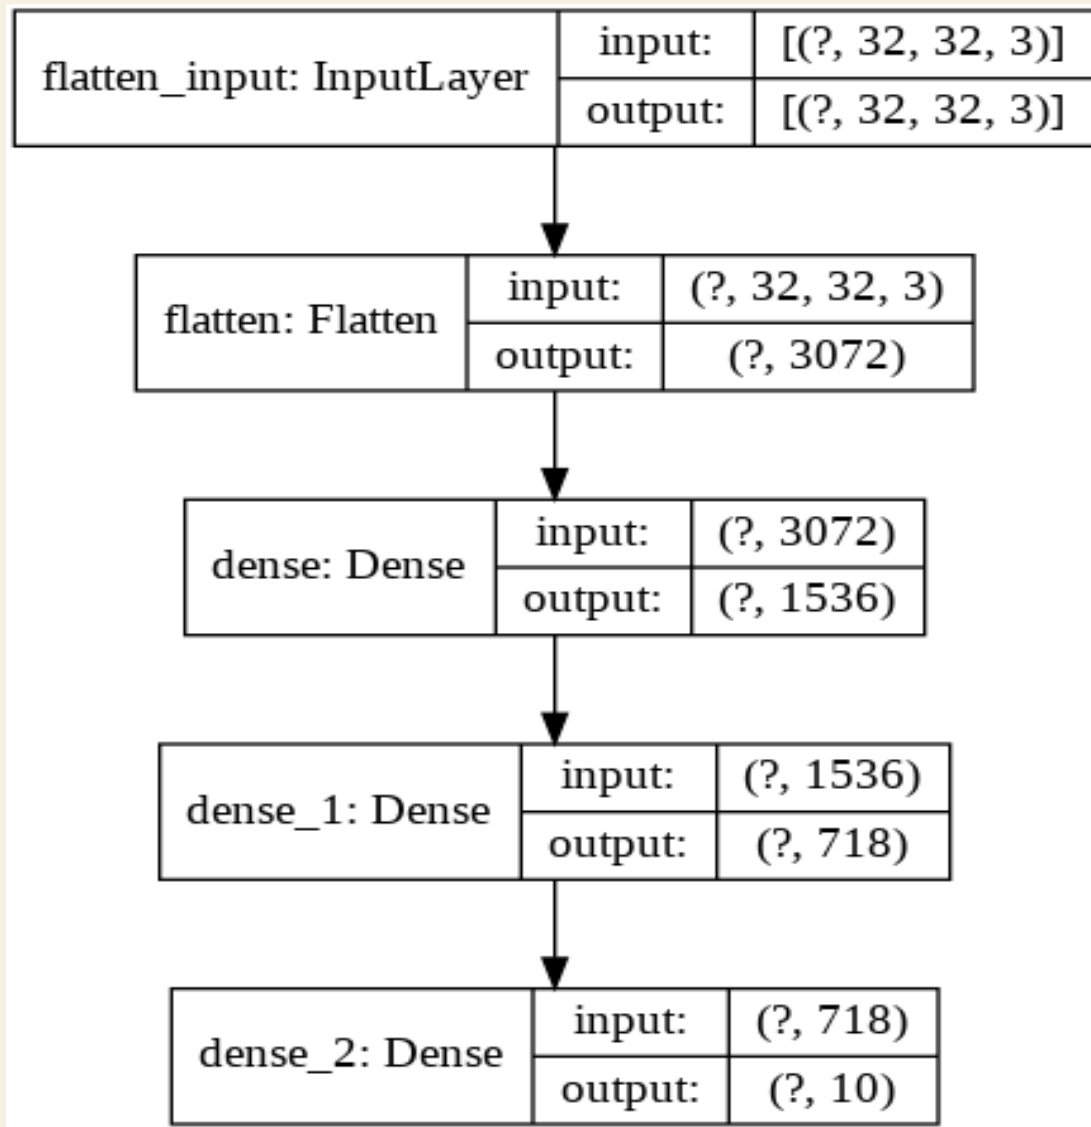 flatten_input: InputLayer
input:
[(?, 32, 32, 3)]
output:
[(?, 32, 32, 3)]
flatten: Flatten
input:
(?, 32, 32, 3)
output:
(?, 3072)
dense: Dense
input:
(?, 3072)
output:
(?, 1536)
dense_1: Dense
input:
(?, 1536)
output:
(?, 718)
dense_2: Dense
input:
(?, 718)
output:
(?, 10)